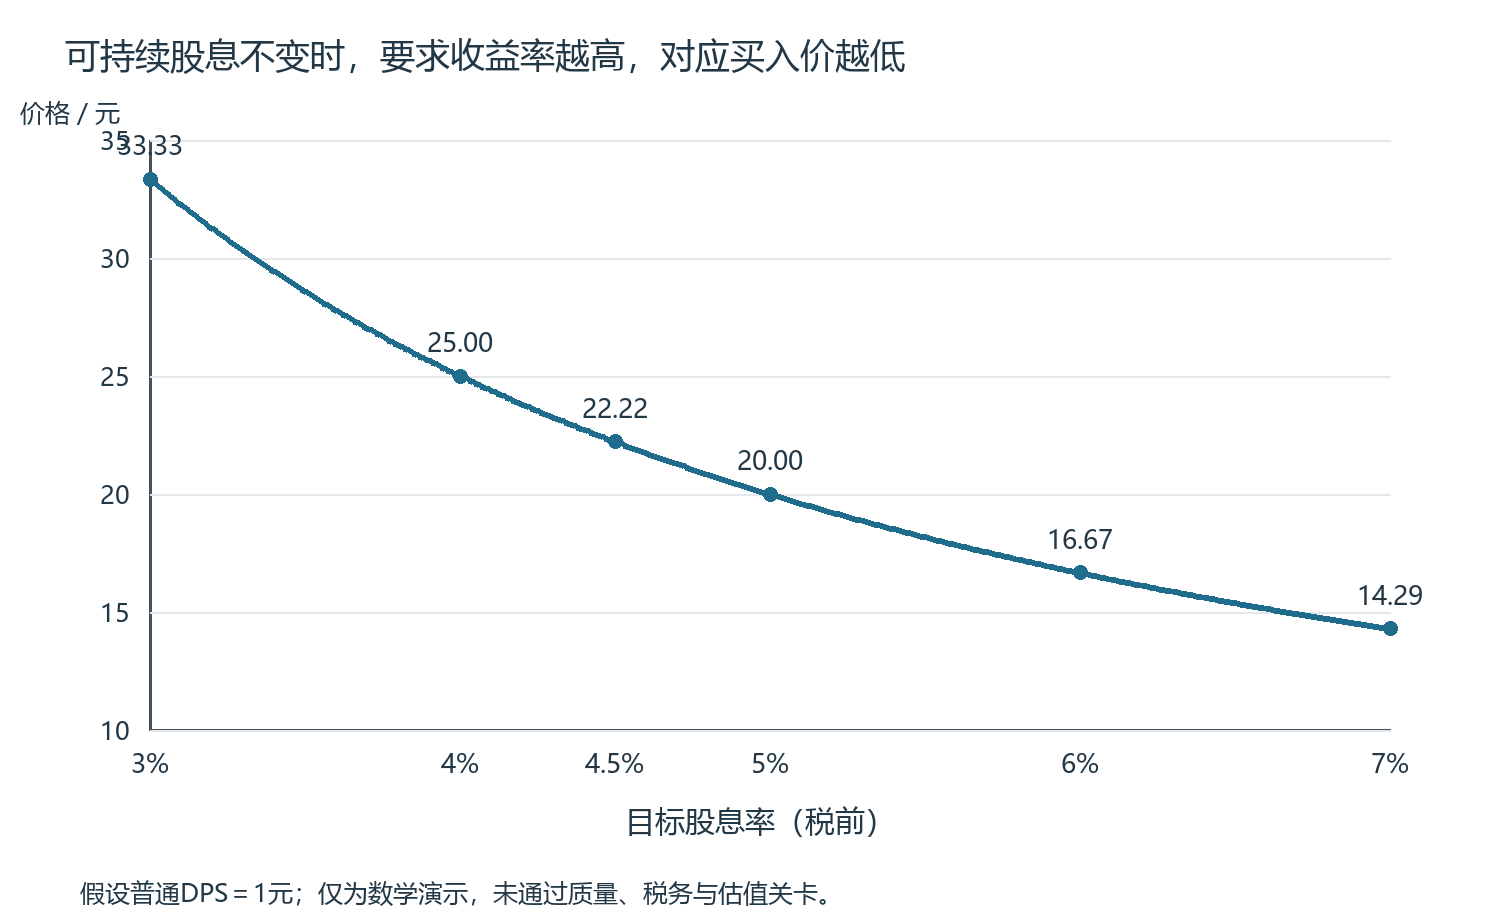 可持续股息不变时，要求收益率越高，对应买入价越低
价格 / 元
35
33.33
30
25.00
25
22.22
20.00
20
16.67
15
14.29
10
3% 4% 4.5% 5% 6% 7%
目标股息率（税前）
假设普通DPS = 1元；仅为数学演示，未通过质量、税务与估值关卡。